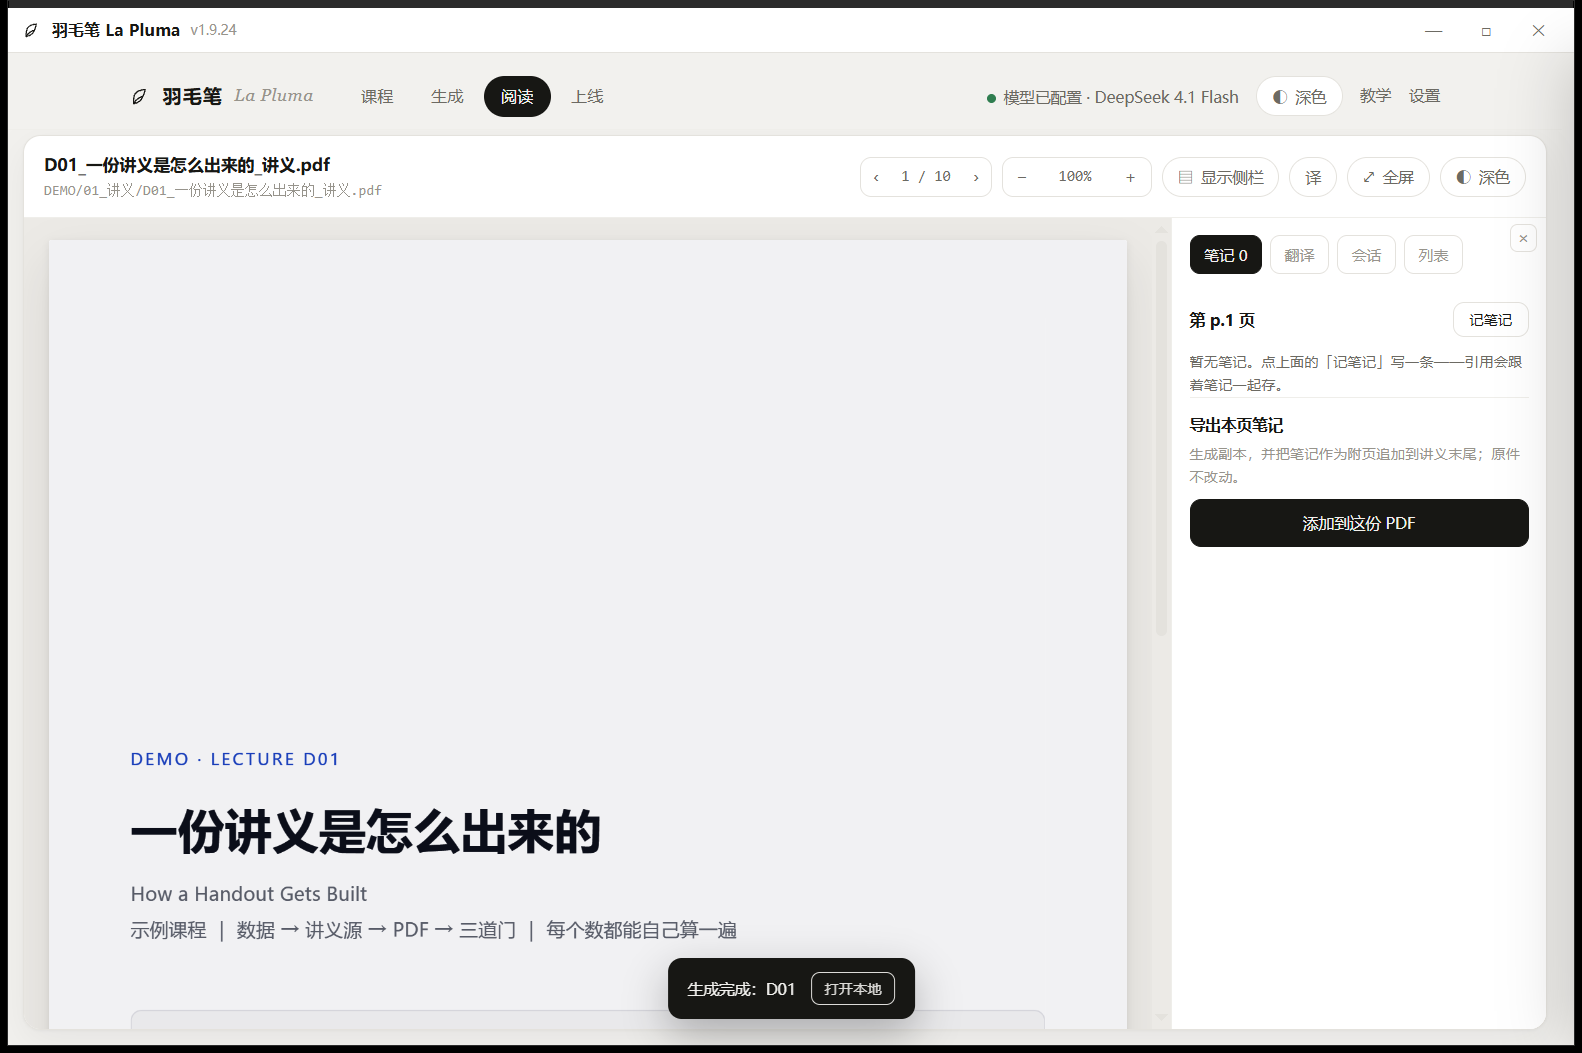 羽毛笔 La Pluma v1.9.24
羽毛笔 La Pluma 课程 生成 阅读 上线 模型已配置 · DeepSeek 4.1 Flash 深色 教学 设置
D01_一份讲义是怎么出来的_讲义.pdf
DEMO/01_讲义/D01_一份讲义是怎么出来的_讲义.pdf
‹ 1 / 10 › − 100% + 显示侧栏 译 全屏 深色
笔记 0 翻译 会话 列表
第 p.1 页 记笔记
暂无笔记。点上面的「记笔记」写一条——引用会跟
着笔记一起存。
导出本页笔记
生成副本，并把笔记作为附页追加到讲义末尾；原件
不改动。
添加到这份 PDF
DEMO · LECTURE D01
一份讲义是怎么出来的
How a Handout Gets Built
示例课程 | 数据 → 讲义源 → PDF → 三道门 | 每个数都能自己算一遍
生成完成：D01 打开本地